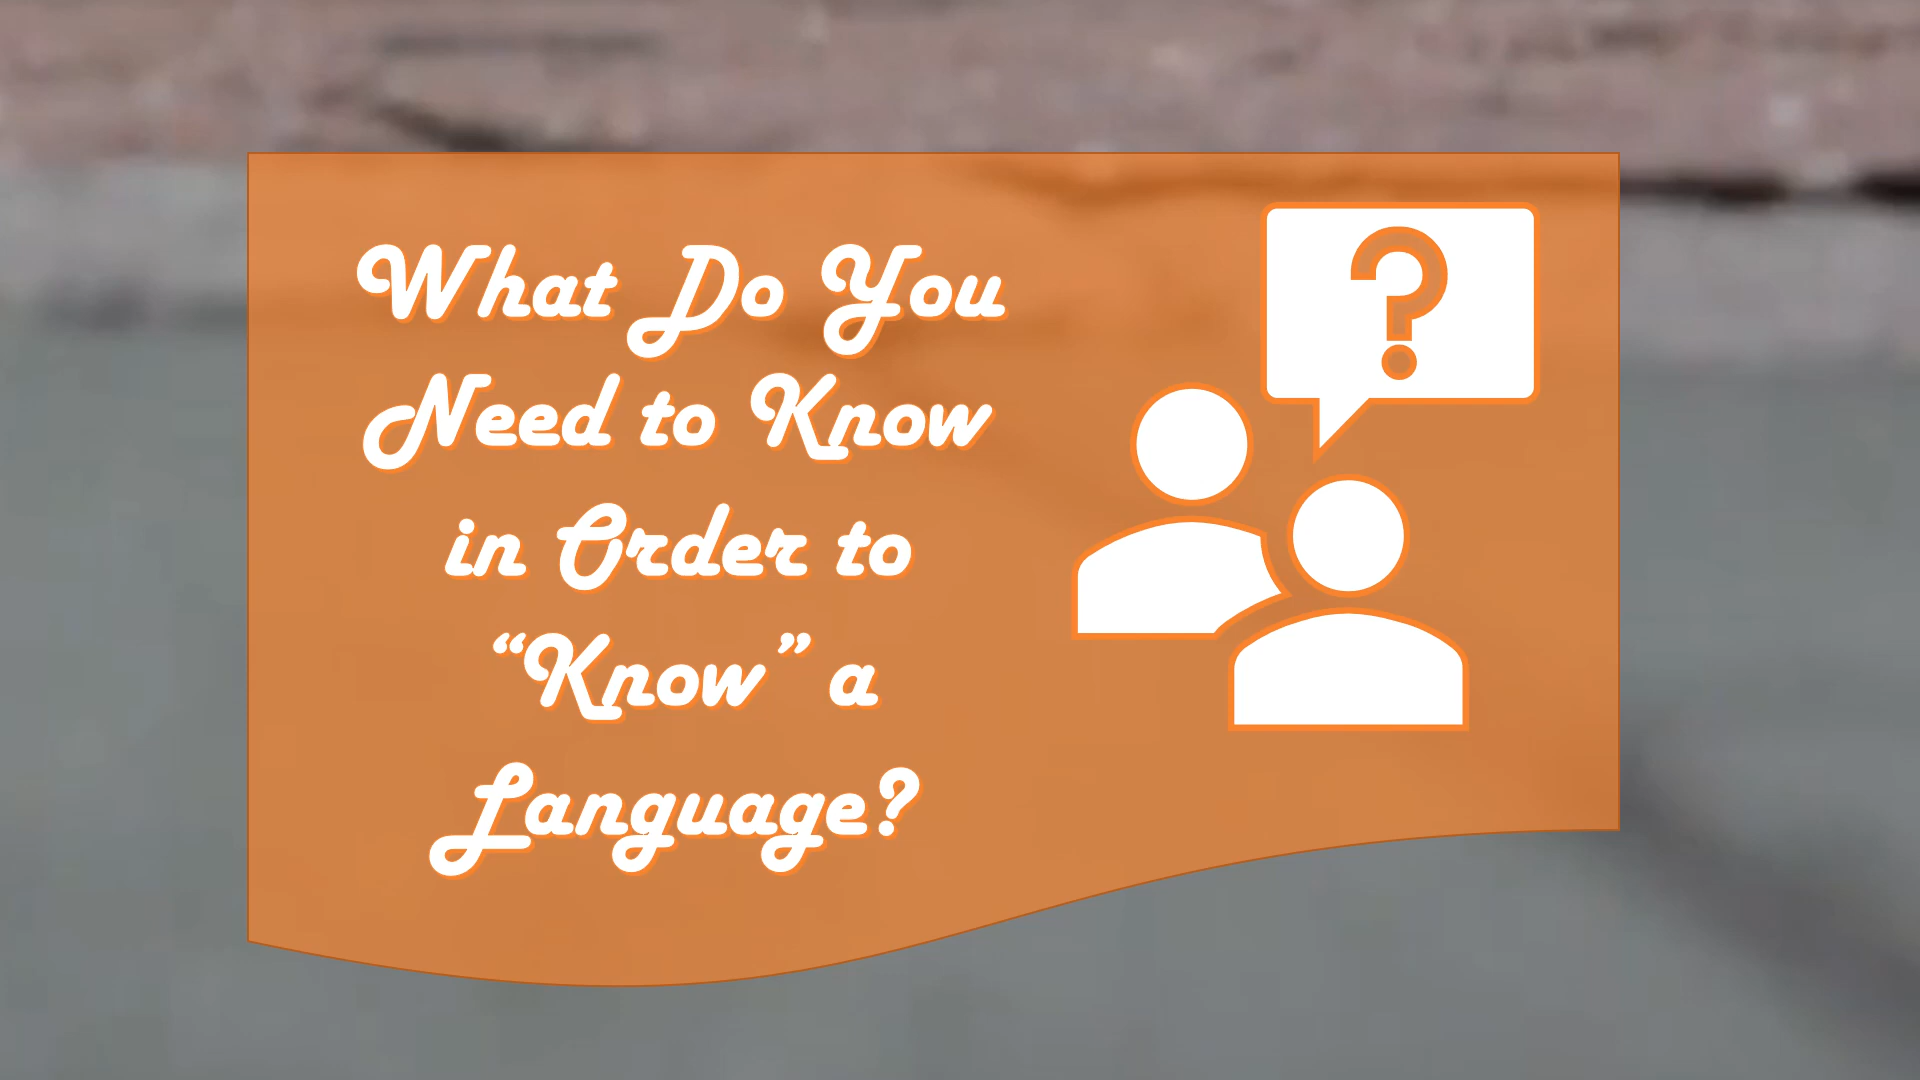 What Do You
Need to Know
in Order to
“Know” a
Language?
?